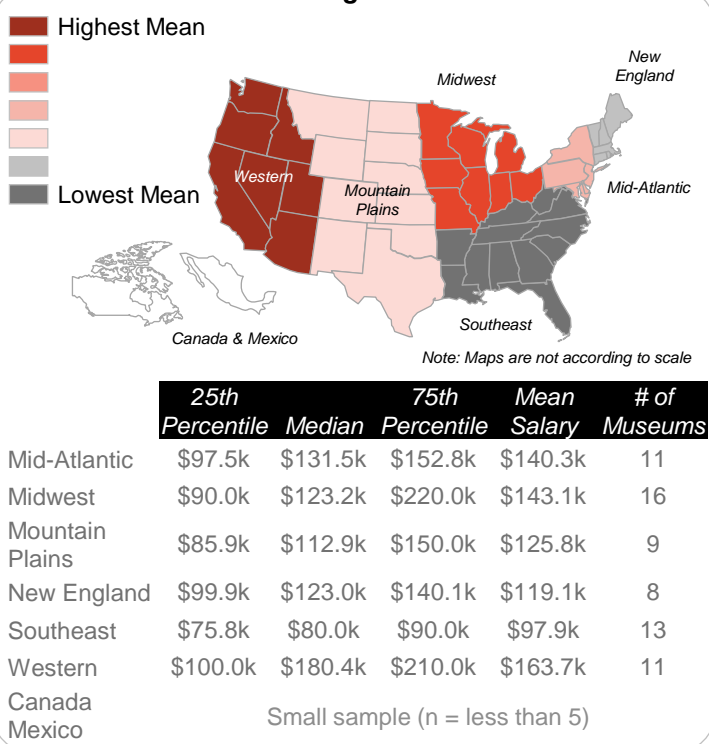 Highest Mean
Lowest Mean
New
England
Midwest
Western
Mountain
Plains
Mid-Atlantic
Canada & Mexico
Southeast
Note: Maps are not according to scale
25th Percentile Median 75th Percentile Mean Salary # of Museums
Mid-Atlantic $97.5k $131.5k $152.8k $140.3k 11
Midwest $90.0k $123.2k $220.0k $143.1k 16
Mountain Plains $85.9k $112.9k $150.0k $125.8k 9
New England $99.9k $123.0k $140.1k $119.1k 8
Southeast $75.8k $80.0k $90.0k $97.9k 13
Western $100.0k $180.4k $210.0k $163.7k 11
Canada
Mexico
Small sample (n = less than 5)